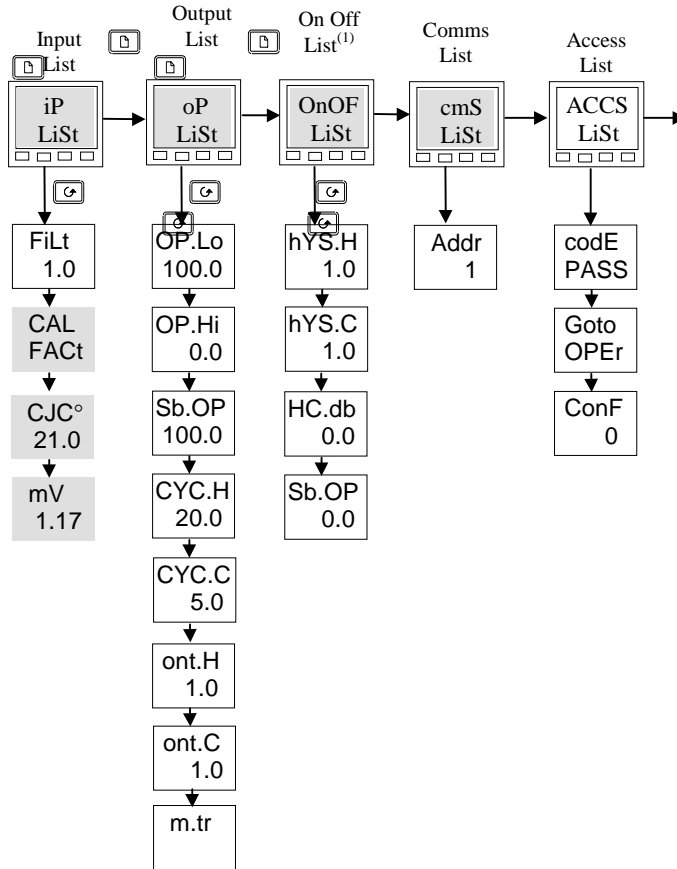 Input
List
Output
List
On Off
List(1)
Comms
List
Access
List
iP
LiSt
oP
LiSt
OnOF
LiSt
cmS
LiSt
ACCS
LiSt
FiLt
1.0
CAL
FACt
CJC°
21.0
mV
1.17
OP.Lo
100.0
OP.Hi
0.0
Sb.OP
100.0
CYC.H
20.0
CYC.C
5.0
ont.H
1.0
ont.C
1.0
m.tr
hYS.H
1.0
hYS.C
1.0
HC.db
0.0
Sb.OP
0.0
Addr
1
codE
PASS
Goto
OPEr
ConF
0